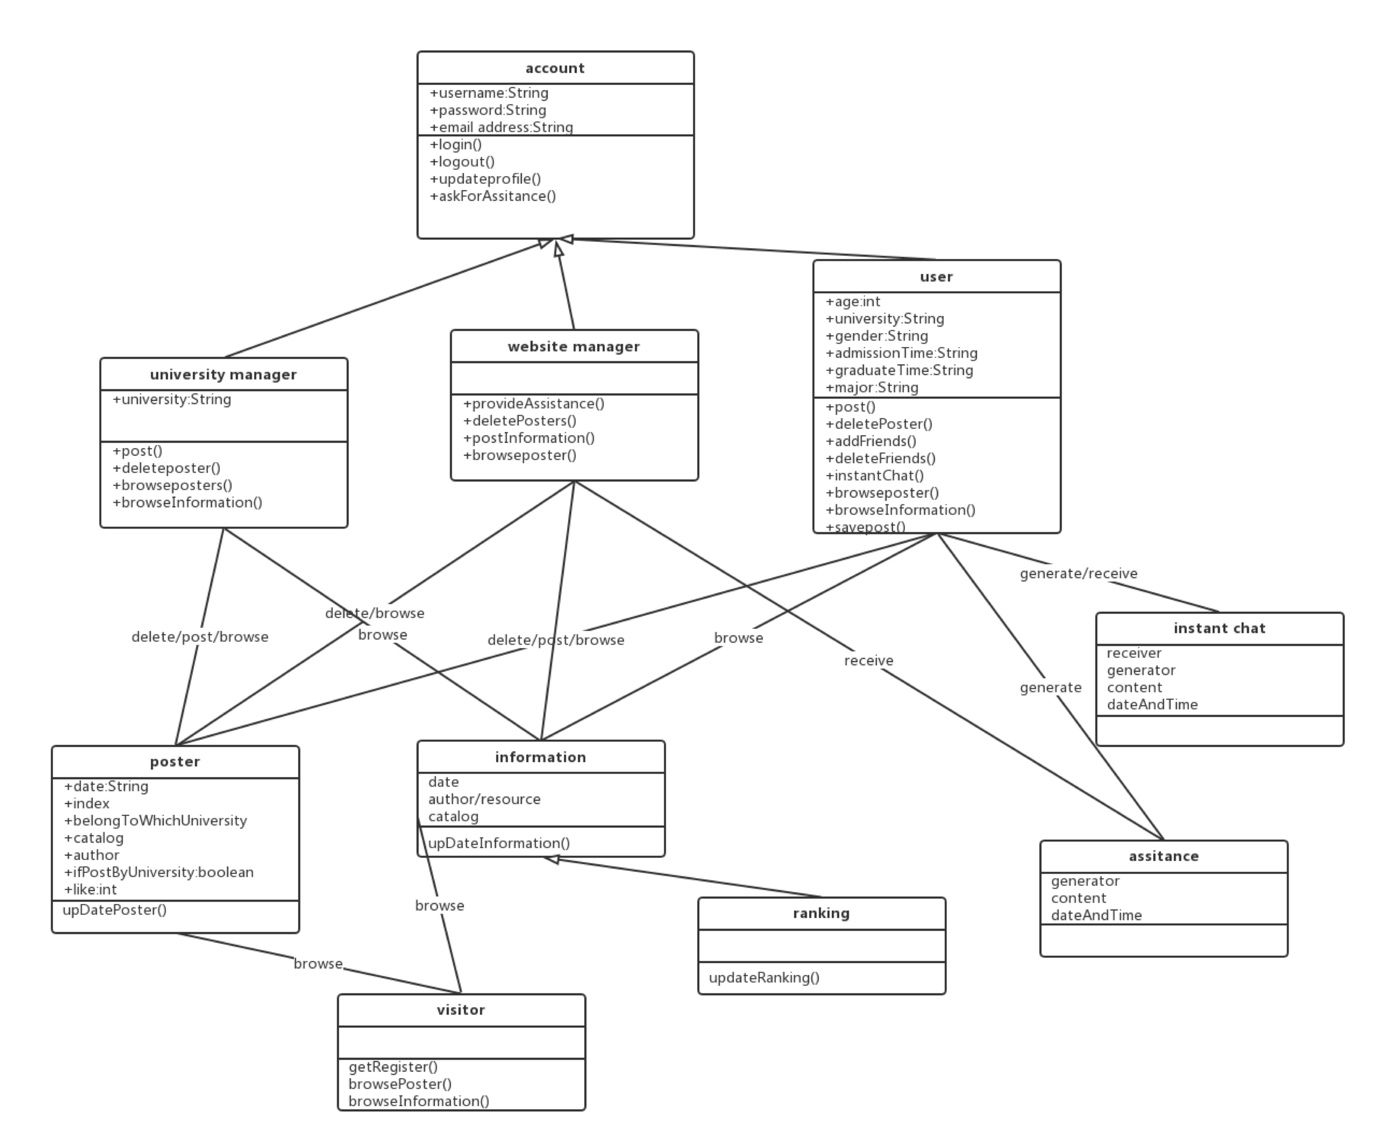 account
+username:String
+password:String
+email address:String
+login()
+logout()
+updateprofile()
+askForAssitance()
user
+age:int
+university:String
+gender:String
+admissionTime:String
+graduateTime:String
+major:String
+post()
+deletePoster()
+addFriends()
+deleteFriends()
+instantChat()
+browseposter()
+browseInformation()
+savepost()
website manager
+provideAssistance()
+deletePosters()
+postInformation()
+browseposter()
university manager
+university:String
+post()
+deleteposter()
+browseposters()
+browseInformation()
generate/receive
delete/browse
delete/post/browse
browse
delete/post/browse
browse
receive
generate
instant chat
receiver
generator
content
dateAndTime
poster
+date:String
+index
+belongToWhichUniversity
+catalog
+author
+ifPostByUniversity:boolean
+like:int
upDatePoster()
information
date
author/resource
catalog
upDateInformation()
assitance
generator
content
dateAndTime
browse
ranking
updateRanking()
browse
visitor
getRegister()
browsePoster()
browseInformation()